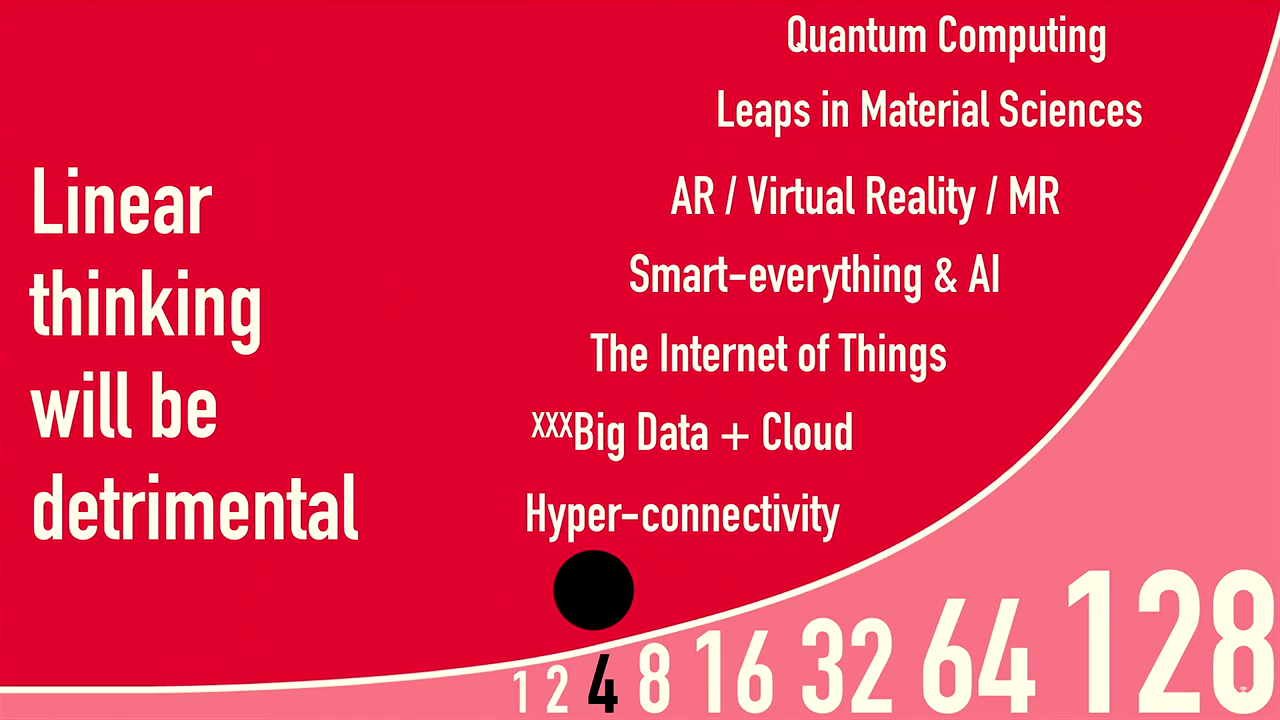 Linear
thinking
will be
detrimental
Quantum Computing
Leaps in Material Sciences
AR / Virtual Reality / MR
Smart-everything & AI
The Internet of Things
XXXBig Data + Cloud
Hyper-connectivity
1 2 4 8 16 32 64 128